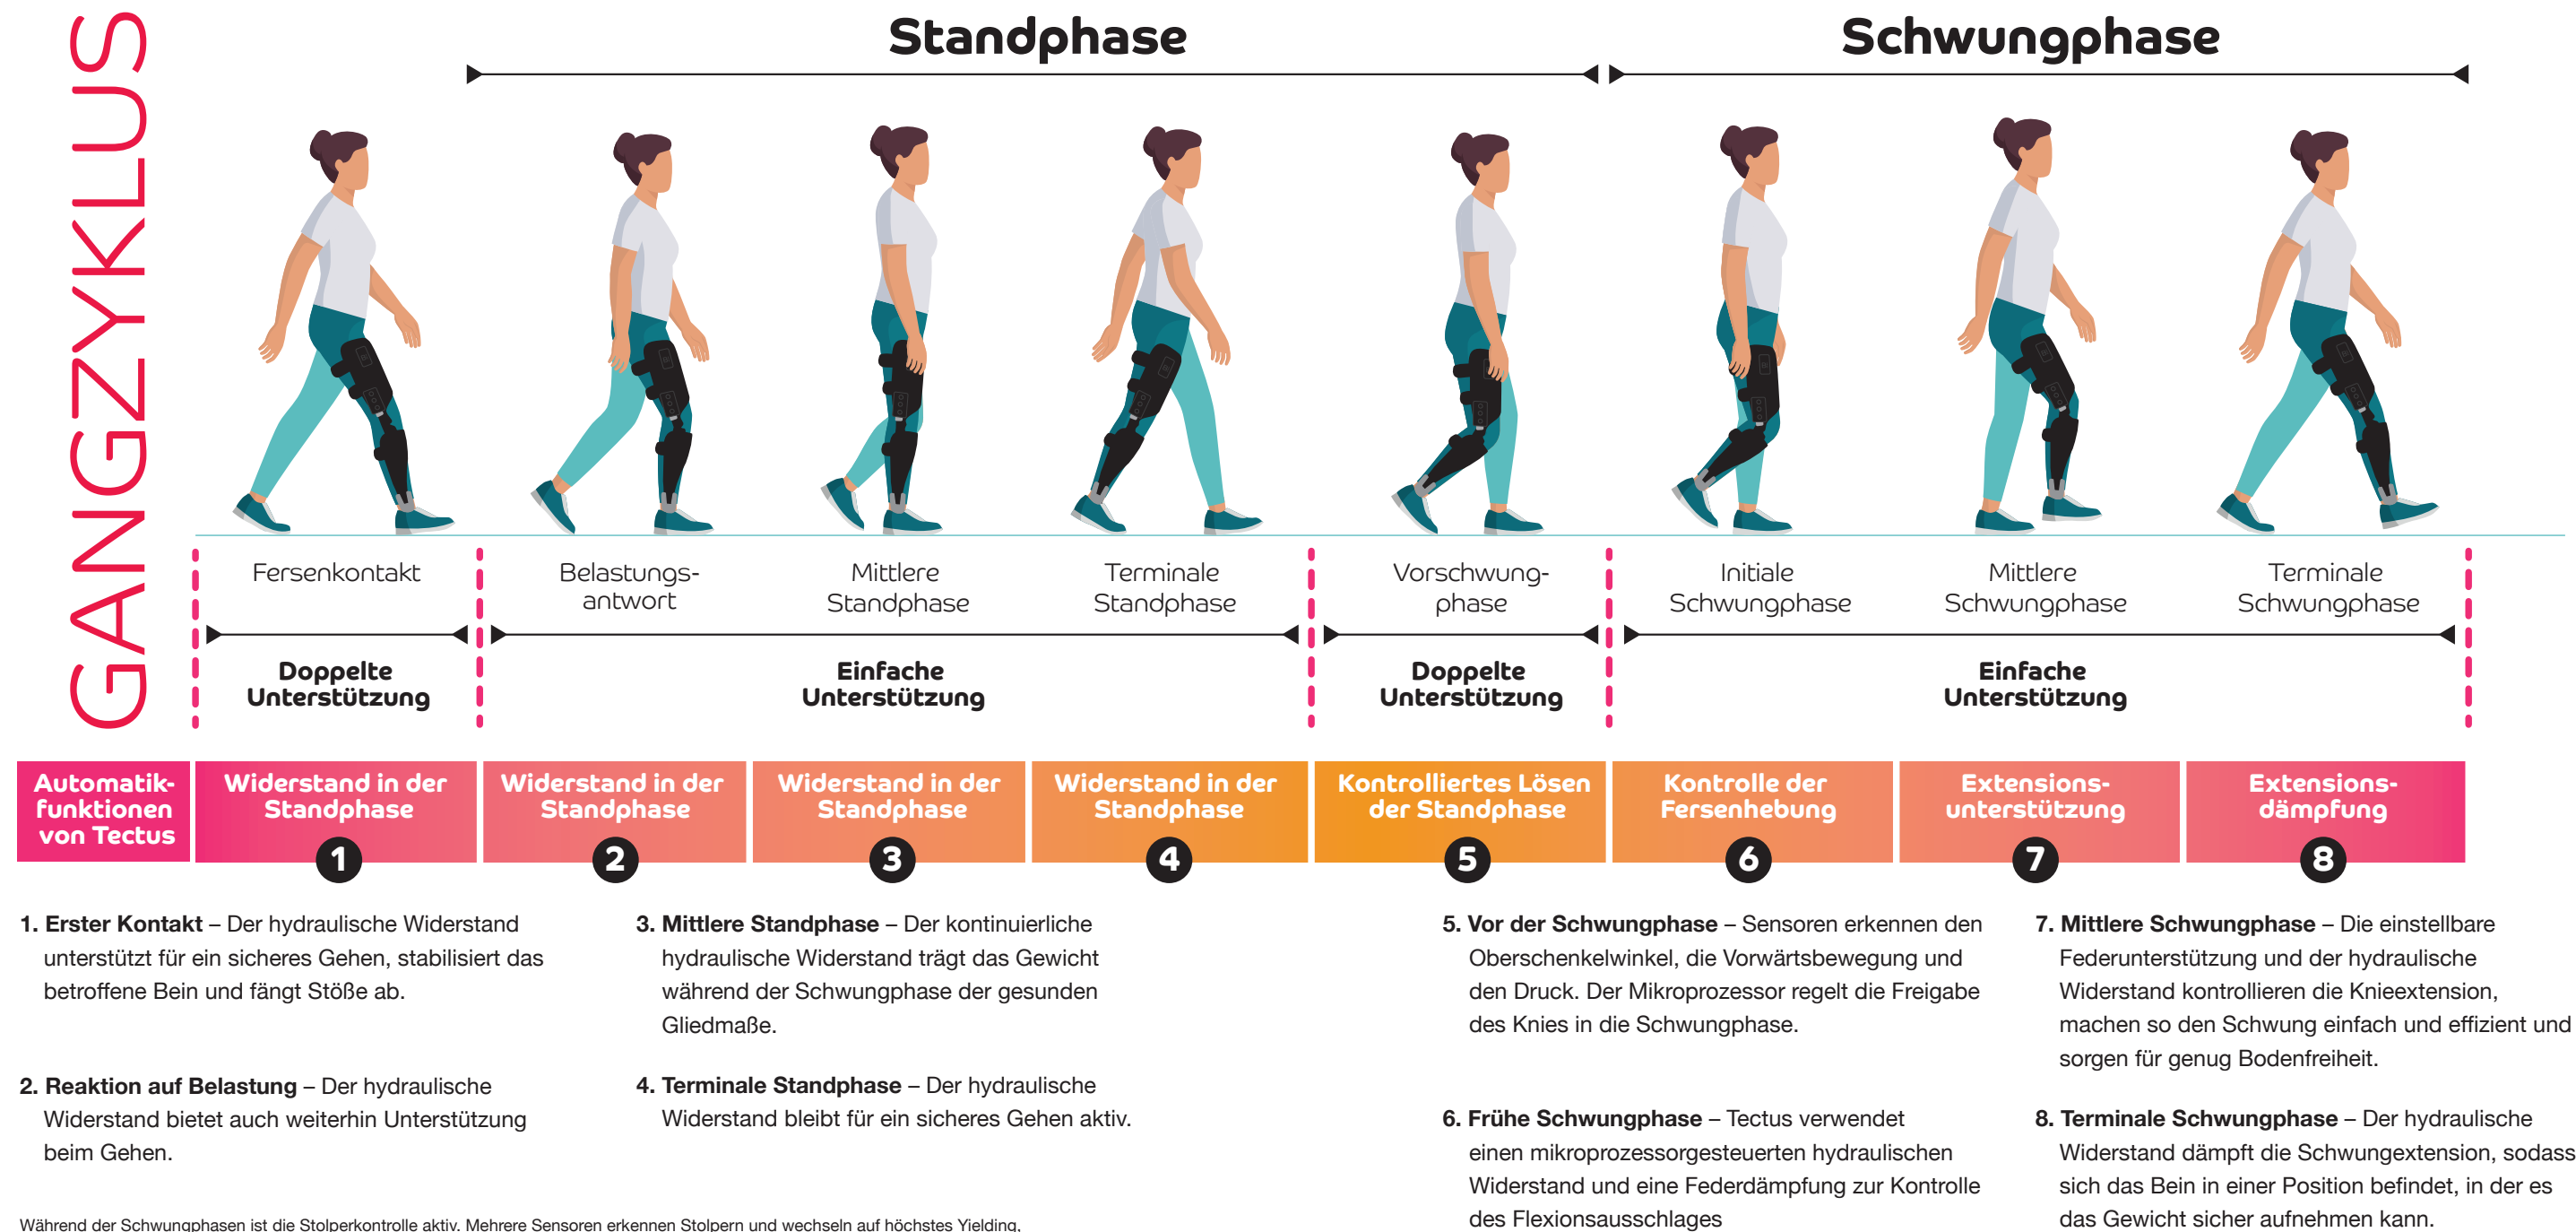 GANGZYKLUS
Standphase
Schwungphase
Fersenkontakt
Belastungs-
antwort
Mittlere
Standphase
Terminale
Standphase
Vorschwung-
phase
Initiale
Schwungphase
Mittlere
Schwungphase
Terminale
Schwungphase
Doppelte
Unterstützung
Einfache
Unterstützung
Doppelte
Unterstützung
Einfache
Unterstützung
Automatik-
funktionen
von Tectus
Widerstand in der
Standphase
1
Widerstand in der
Standphase
2
Widerstand in der
Standphase
3
Widerstand in der
Standphase
4
Kontrolliertes Lösen
der Standphase
5
Kontrolle der
Fersenhebung
6
Extensions-
unterstützung
7
Extensions-
dämpfung
8
1. Erster Kontakt – Der hydraulische Widerstand
unterstützt für ein sicheres Gehen, stabilisiert das
betroffene Bein und fängt Stöße ab.
2. Reaktion auf Belastung – Der hydraulische
Widerstand bietet auch weiterhin Unterstützung
beim Gehen.
3. Mittlere Standphase – Der kontinuierliche
hydraulische Widerstand trägt das Gewicht
während der Schwungphase der gesunden
Gliedmaße.
4. Terminale Standphase – Der hydraulische
Widerstand bleibt für ein sicheres Gehen aktiv.
5. Vor der Schwungphase – Sensoren erkennen den
Oberschenkelwinkel, die Vorwärtsbewegung und
den Druck. Der Mikroprozessor regelt die Freigabe
des Knies in die Schwungphase.
6. Frühe Schwungphase – Tectus verwendet
einen mikroprozessorgesteuerten hydraulischen
Widerstand und eine Federdämpfung zur Kontrolle
des Flexionsausschlages
7. Mittlere Schwungphase – Die einstellbare
Federunterstützung und der hydraulische
Widerstand kontrollieren die Knieextension,
machen so den Schwung einfach und effizient und
sorgen für genug Bodenfreiheit.
8. Terminale Schwungphase – Der hydraulische
Widerstand dämpft die Schwungextension, sodass
sich das Bein in einer Position befindet, in der es
das Gewicht sicher aufnehmen kann.
Während der Schwungphasen ist die Stolperkontrolle aktiv. Mehrere Sensoren erkennen Stolpern und wechseln auf höchstes Yielding,